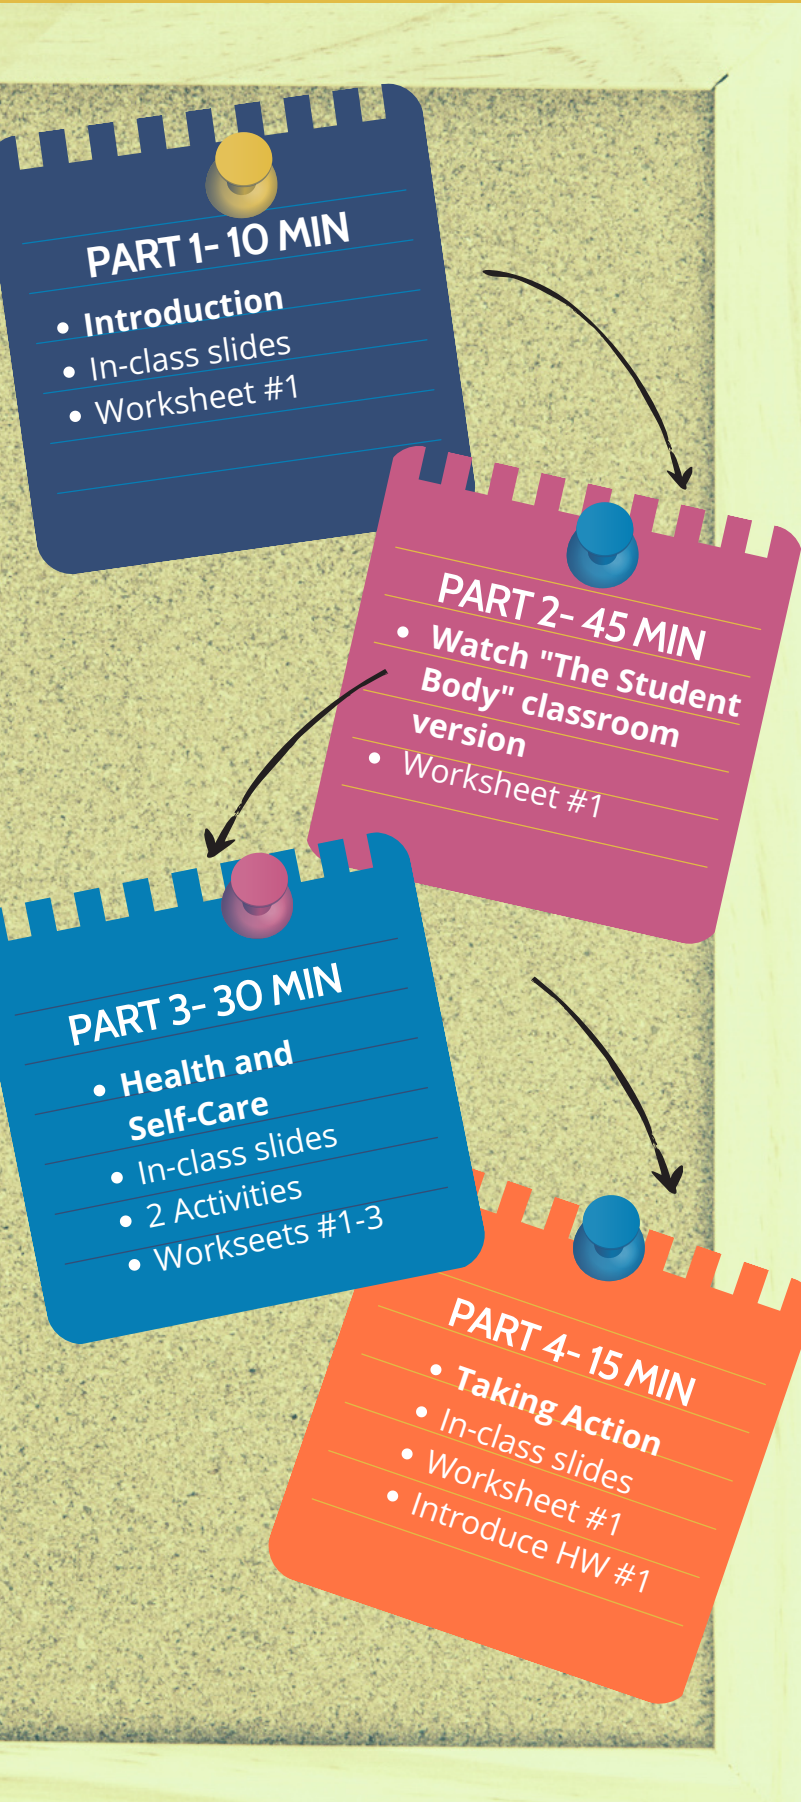 PART 1- 10 MIN
• Introduction
• In-class slides
• Worksheet #1
PART 2- 45 MIN
• Watch "The Student
Body" classroom
version
• Worksheet #1
PART 3- 30 MIN
• Health and
Self-Care
• In-class slides
• 2 Activities
• Workseets #1-3
PART 4- 15 MIN
• Taking Action
• In-class slides
• Worksheet #1
• Introduce HW #1